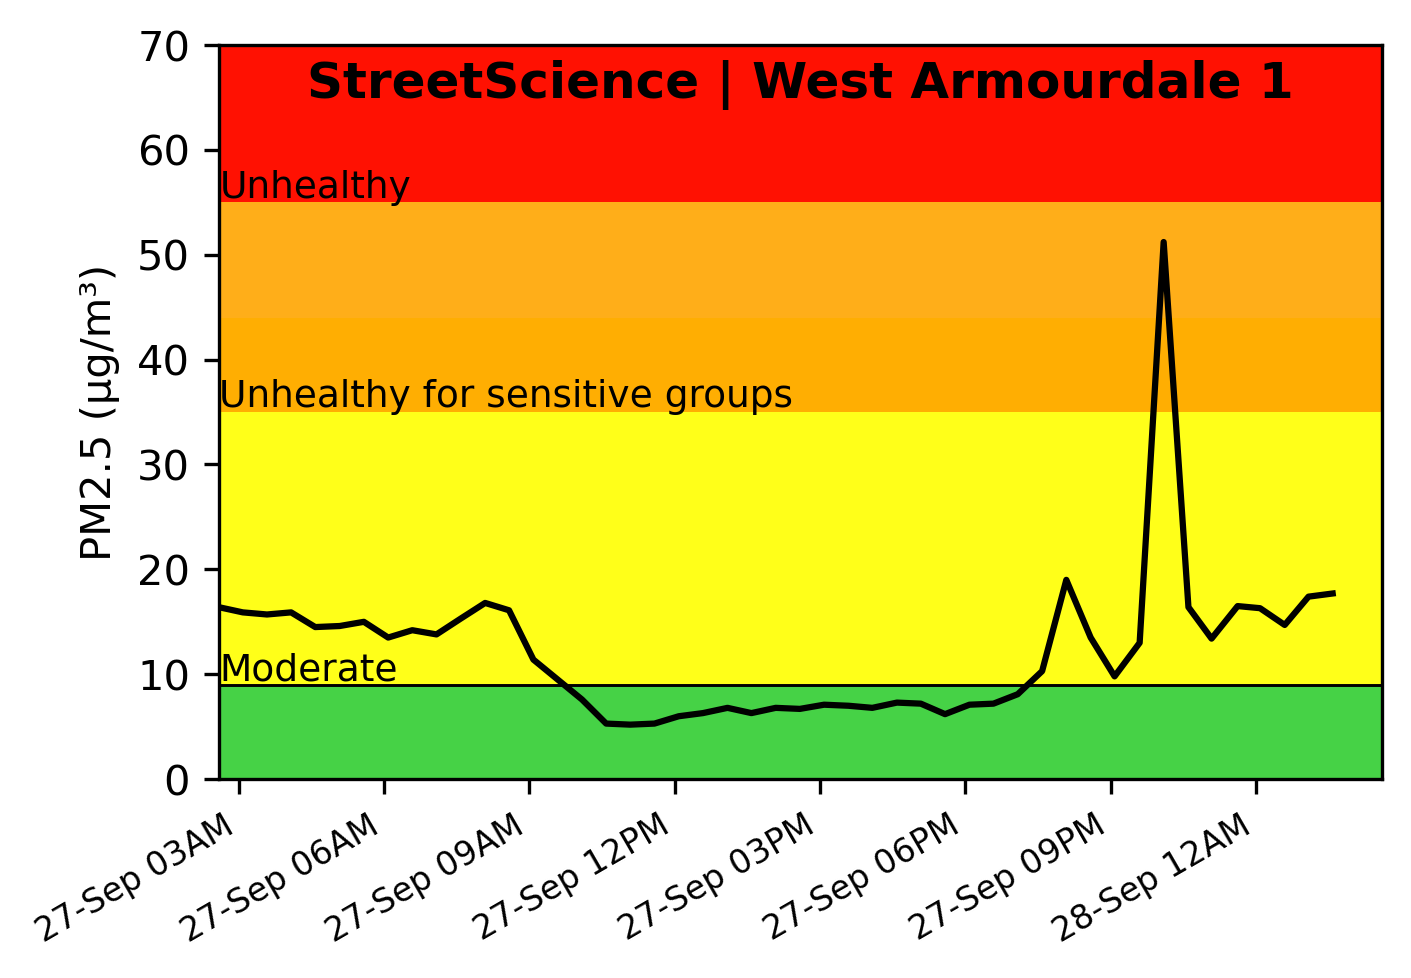 StreetScience | West Armourdale 1
70
60
50
40
30
20
10
0
PM2.5 (µg/m³)
Unhealthy
Unhealthy for sensitive groups
Moderate
27-Sep 03AM
27-Sep 06AM
27-Sep 09AM
27-Sep 12PM
27-Sep 03PM
27-Sep 06PM
27-Sep 09PM
28-Sep 12AM